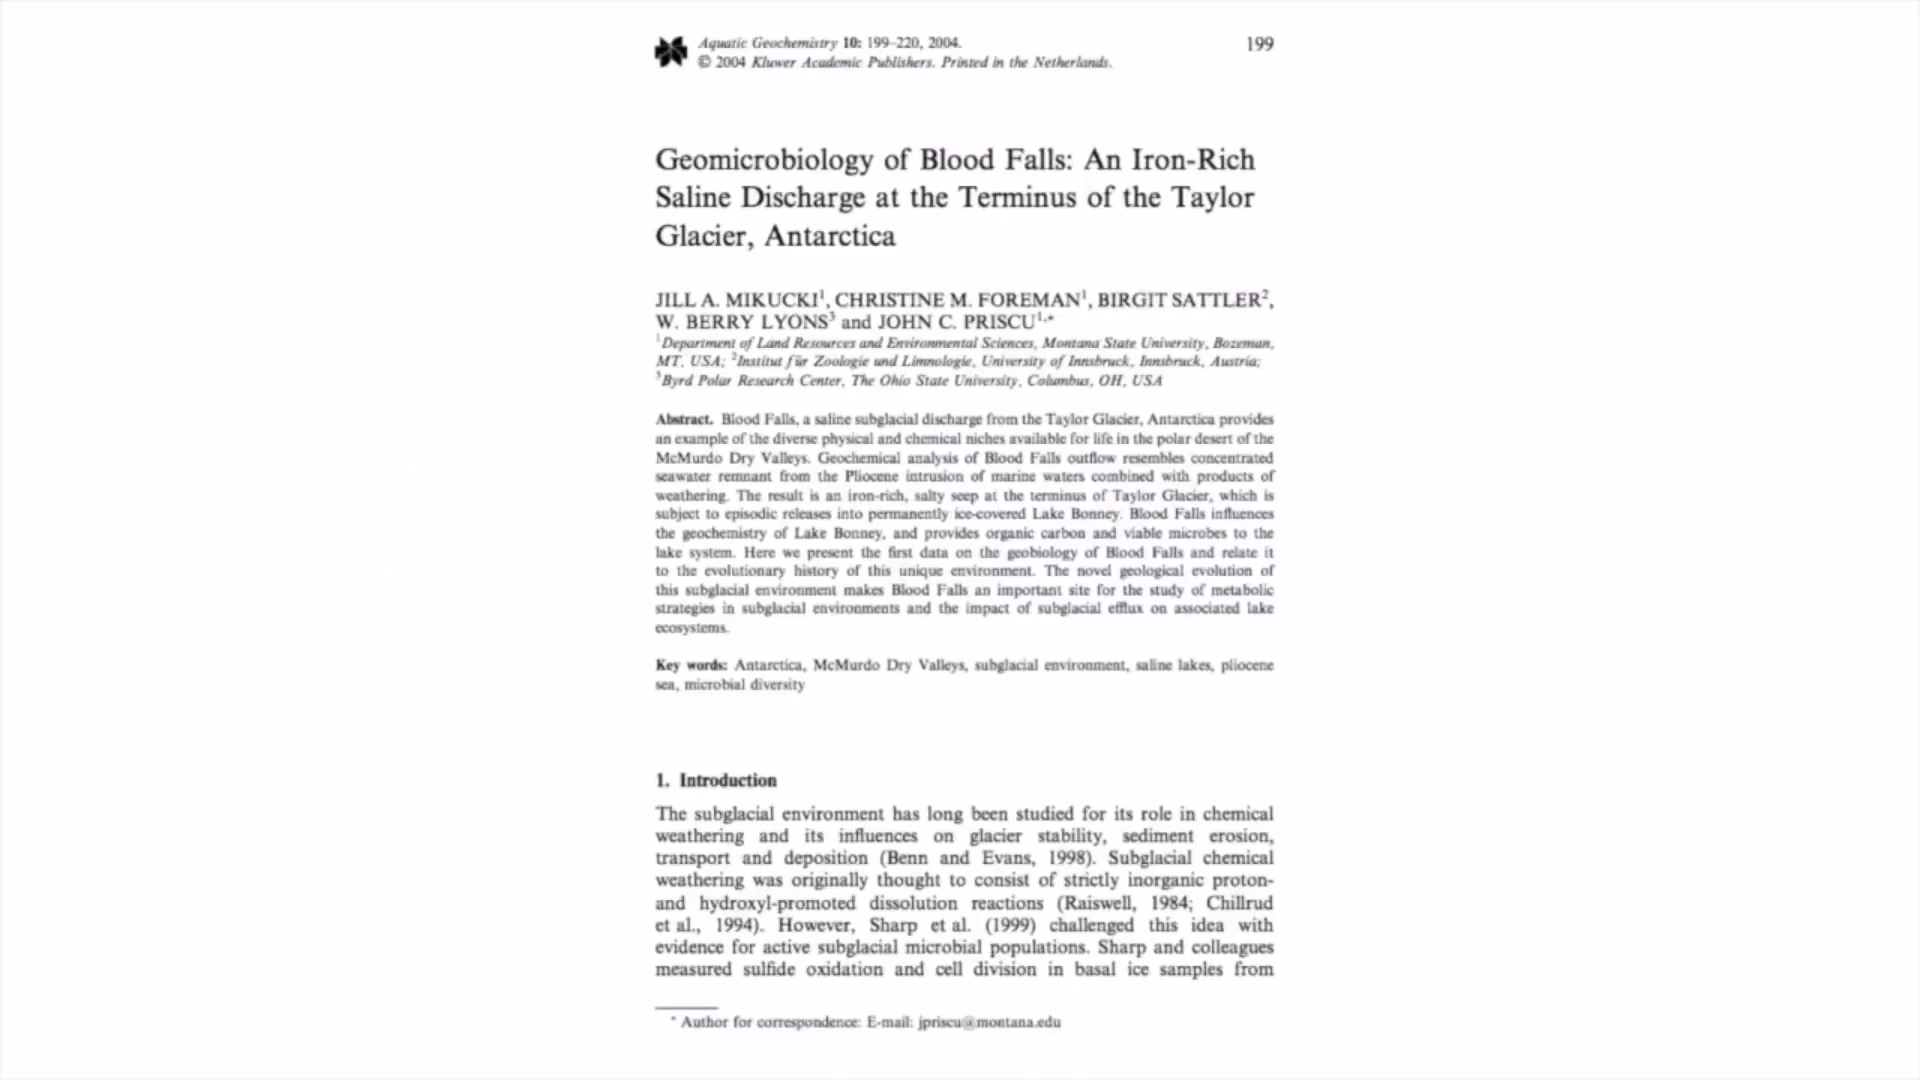 Aquatic Geochemistry 10: 199–220, 2004.
199
© 2004 Kluwer Academic Publishers. Printed in the Netherlands.
Geomicrobiology of Blood Falls: An Iron-Rich
Saline Discharge at the Terminus of the Taylor
Glacier, Antarctica
JILL A. MIKUCKI¹, CHRISTINE M. FOREMAN¹, BIRGIT SATTLER²,
W. BERRY LYONS³ and JOHN C. PRISCU¹,*
¹Department of Land Resources and Environmental Sciences, Montana State University, Bozeman,
MT, USA; ²Institut für Zoologie und Limnologie, University of Innsbruck, Innsbruck, Austria;
³Byrd Polar Research Center, The Ohio State University, Columbus, OH, USA
Abstract. Blood Falls, a saline subglacial discharge from the Taylor Glacier, Antarctica provides
an example of the diverse physical and chemical niches available for life in the polar desert of the
McMurdo Dry Valleys. Geochemical analysis of Blood Falls outflow resembles concentrated
seawater remnant from the Pliocene intrusion of marine waters combined with products of
weathering. The result is an iron-rich, salty seep at the terminus of Taylor Glacier, which is
subject to episodic releases into permanently ice-covered Lake Bonney. Blood Falls influences
the geochemistry of Lake Bonney, and provides organic carbon and viable microbes to the
lake system. Here we present the first data on the geobiology of Blood Falls and relate it
to the evolutionary history of this unique environment. The novel geological evolution of
this subglacial environment makes Blood Falls an important site for the study of metabolic
strategies in subglacial environments and the impact of subglacial efflux on associated lake
ecosystems.
Key words: Antarctica, McMurdo Dry Valleys, subglacial environment, saline lakes, pliocene
sea, microbial diversity
1. Introduction
The subglacial environment has long been studied for its role in chemical
weathering and its influences on glacier stability, sediment erosion,
transport and deposition (Benn and Evans, 1998). Subglacial chemical
weathering was originally thought to consist of strictly inorganic proton-
and hydroxyl-promoted dissolution reactions (Raiswell, 1984; Chillrud
et al., 1994). However, Sharp et al. (1999) challenged this idea with
evidence for active subglacial microbial populations. Sharp and colleagues
measured sulfide oxidation and cell division in basal ice samples from
* Author for correspondence: E-mail: jpriscu@montana.edu